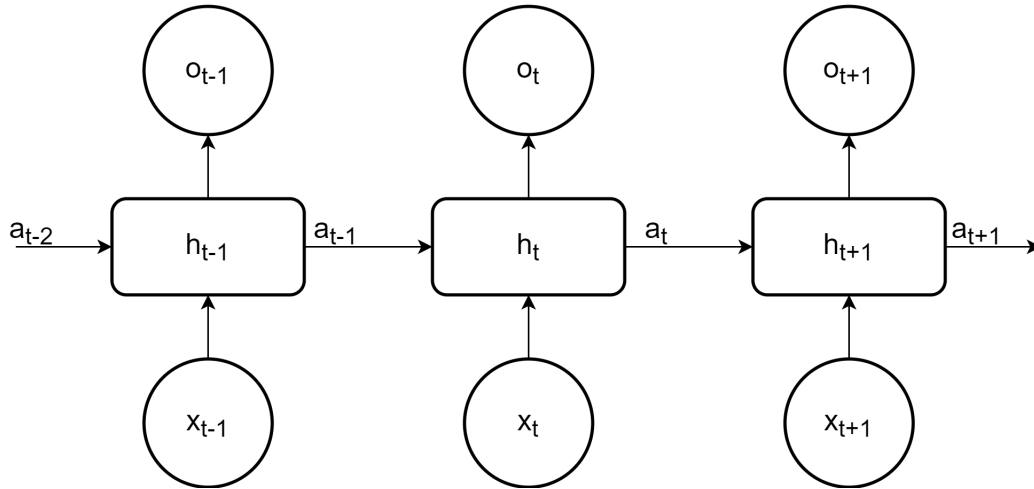 o_{t-1} o_t o_{t+1}
a_{t-2} h_{t-1} a_{t-1} h_t a_t h_{t+1} a_{t+1}
x_{t-1} x_t x_{t+1}